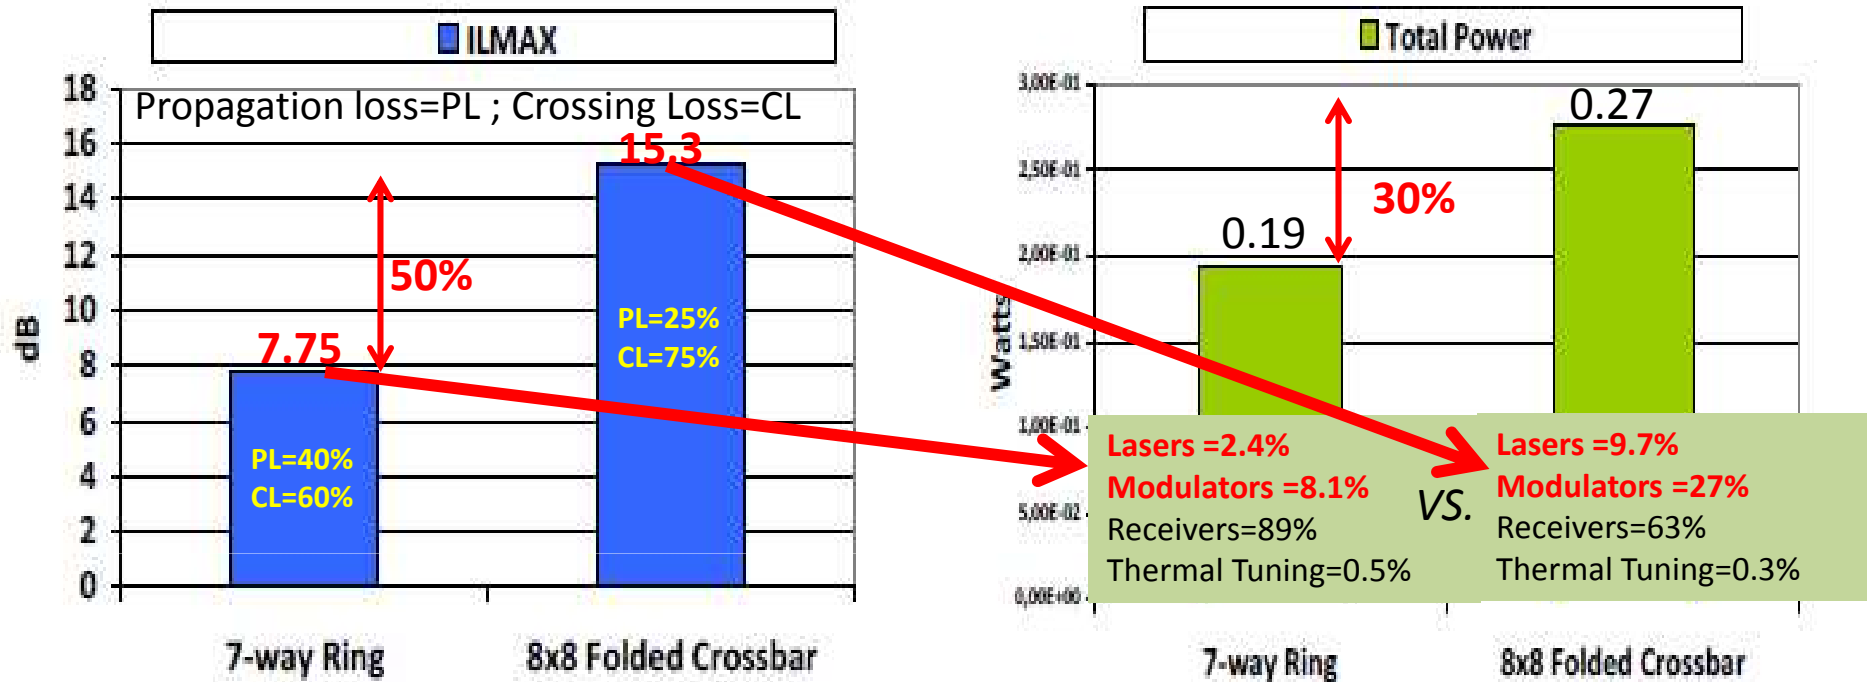 ILMAX
18
16
14
12
10
8
6
4
2
0
dB
Propagation loss=PL ; Crossing Loss=CL
15.3
50%
7.75
PL=25%
CL=75%
PL=40%
CL=60%
7-way Ring
8x8 Folded Crossbar
Total Power
3,00E-01
2,50E-01
2,00E-01
1,50E-01
1,00E-01
5,00E-02
0,00E+00
Watts
0.27
30%
0.19
Lasers =2.4%
Modulators =8.1%
Receivers=89%
Thermal Tuning=0.5%
VS.
Lasers =9.7%
Modulators =27%
Receivers=63%
Thermal Tuning=0.3%
7-way Ring
8x8 Folded Crossbar